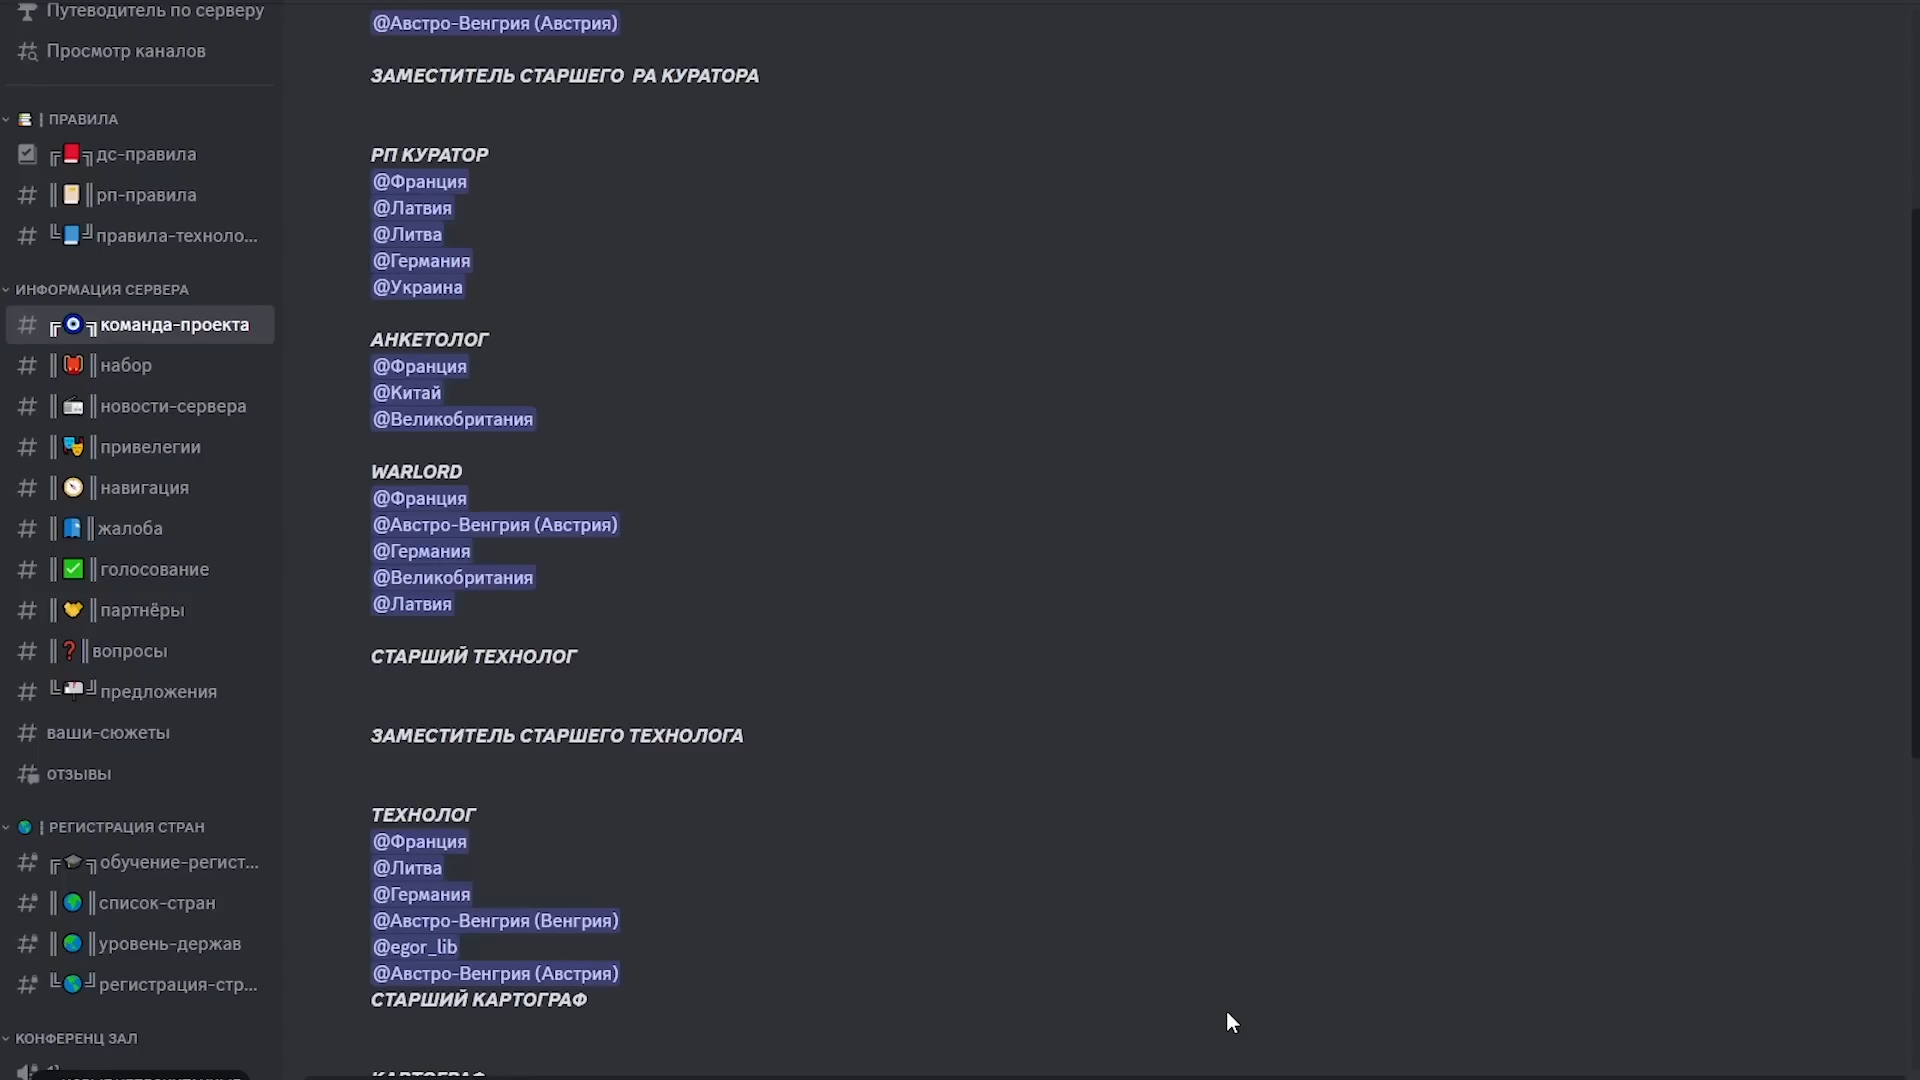 Путеводитель по серверу
Просмотр каналов
| ПРАВИЛА
╔ ╗дс-правила
║ ║рп-правила
╚ ╝правила-техноло...
ИНФОРМАЦИЯ СЕРВЕРА
╔ ╗команда-проекта
║ ║набор
║ ║новости-сервера
║ ║привелегии
║ ║навигация
║ ║жалоба
║ ║голосование
║ ║партнёры
║ ║вопросы
╚ ╝предложения
ваши-сюжеты
отзывы
| РЕГИСТРАЦИЯ СТРАН
╔ ╗обучение-регист...
║ ║список-стран
║ ║уровень-держав
╚ ╝регистрация-стр...
КОНФЕРЕНЦ ЗАЛ
@Австро-Венгрия (Австрия)
ЗАМЕСТИТЕЛЬ СТАРШЕГО РА КУРАТОРА
РП КУРАТОР
@Франция
@Латвия
@Литва
@Германия
@Украина
АНКЕТОЛОГ
@Франция
@Китай
@Великобритания
WARLORD
@Франция
@Австро-Венгрия (Австрия)
@Германия
@Великобритания
@Латвия
СТАРШИЙ ТЕХНОЛОГ
ЗАМЕСТИТЕЛЬ СТАРШЕГО ТЕХНОЛОГА
ТЕХНОЛОГ
@Франция
@Литва
@Германия
@Австро-Венгрия (Венгрия)
@egor_lib
@Австро-Венгрия (Австрия)
СТАРШИЙ КАРТОГРАФ
КАРТОГРАФ